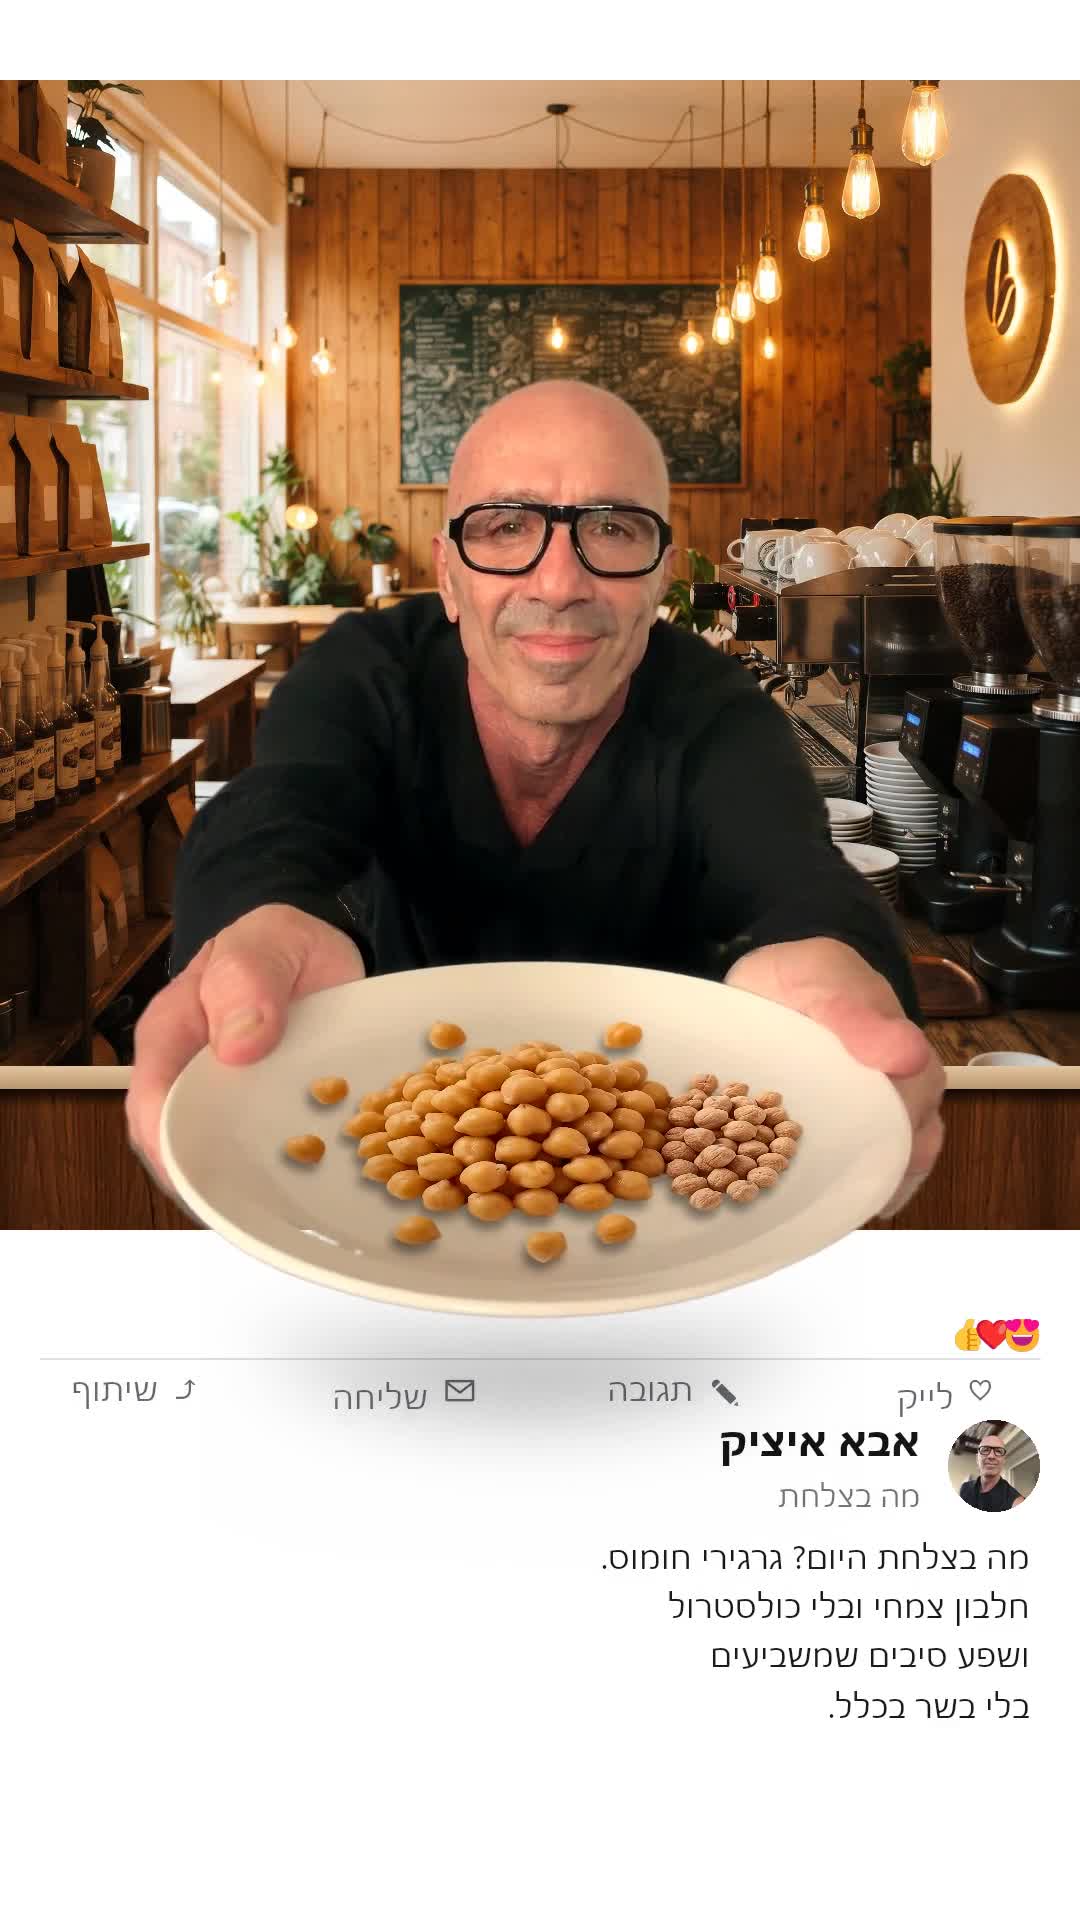 לייק
תגובה
שליחה
שיתוף
אבא איציק
מה בצלחת
מה בצלחת היום? גרגירי חומוס.
חלבון צמחי ובלי כולסטרול
ושפע סיבים שמשביעים
בלי בשר בכלל.